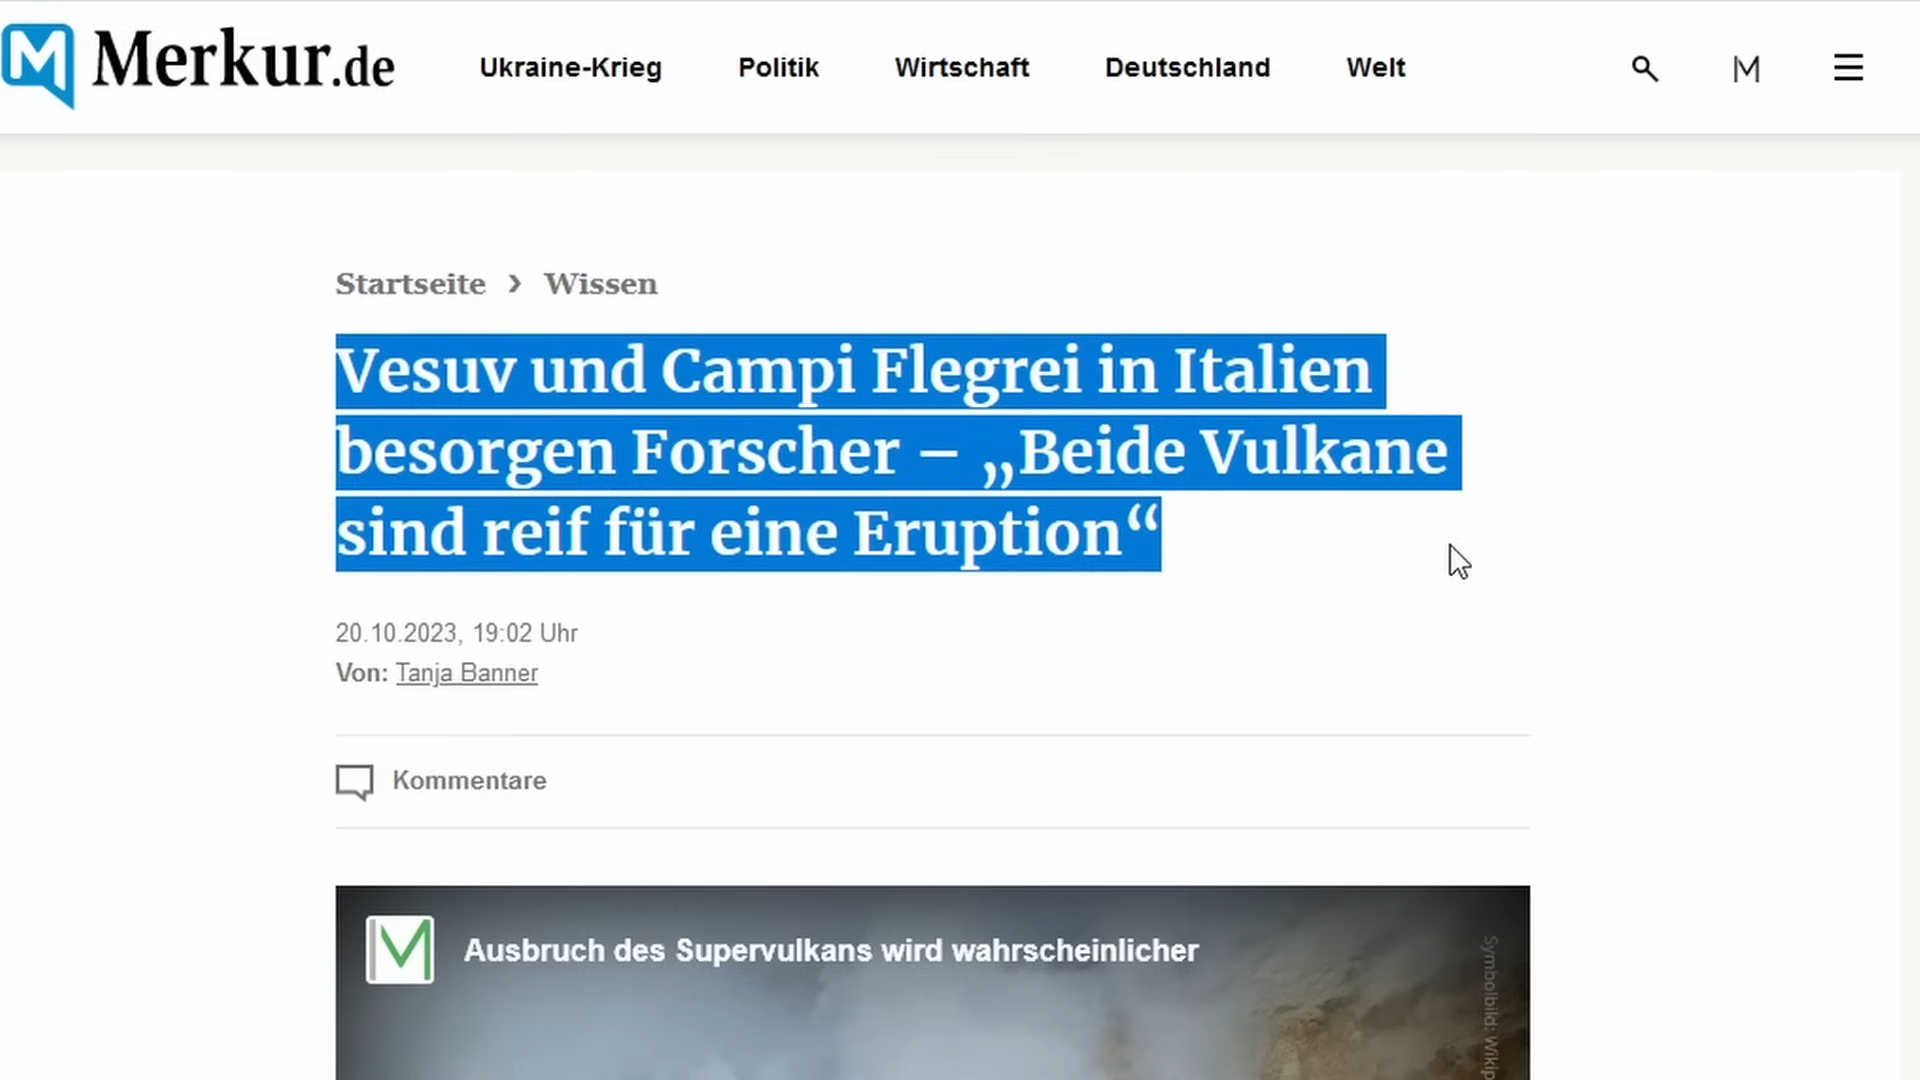 Merkur.de
Ukraine-Krieg Politik Wirtschaft Deutschland Welt
Startseite › Wissen
Vesuv und Campi Flegrei in Italien
besorgen Forscher – „Beide Vulkane
sind reif für eine Eruption“
20.10.2023, 19:02 Uhr
Von: Tanja Banner
Kommentare
Ausbruch des Supervulkans wird wahrscheinlicher
Symbolbild: